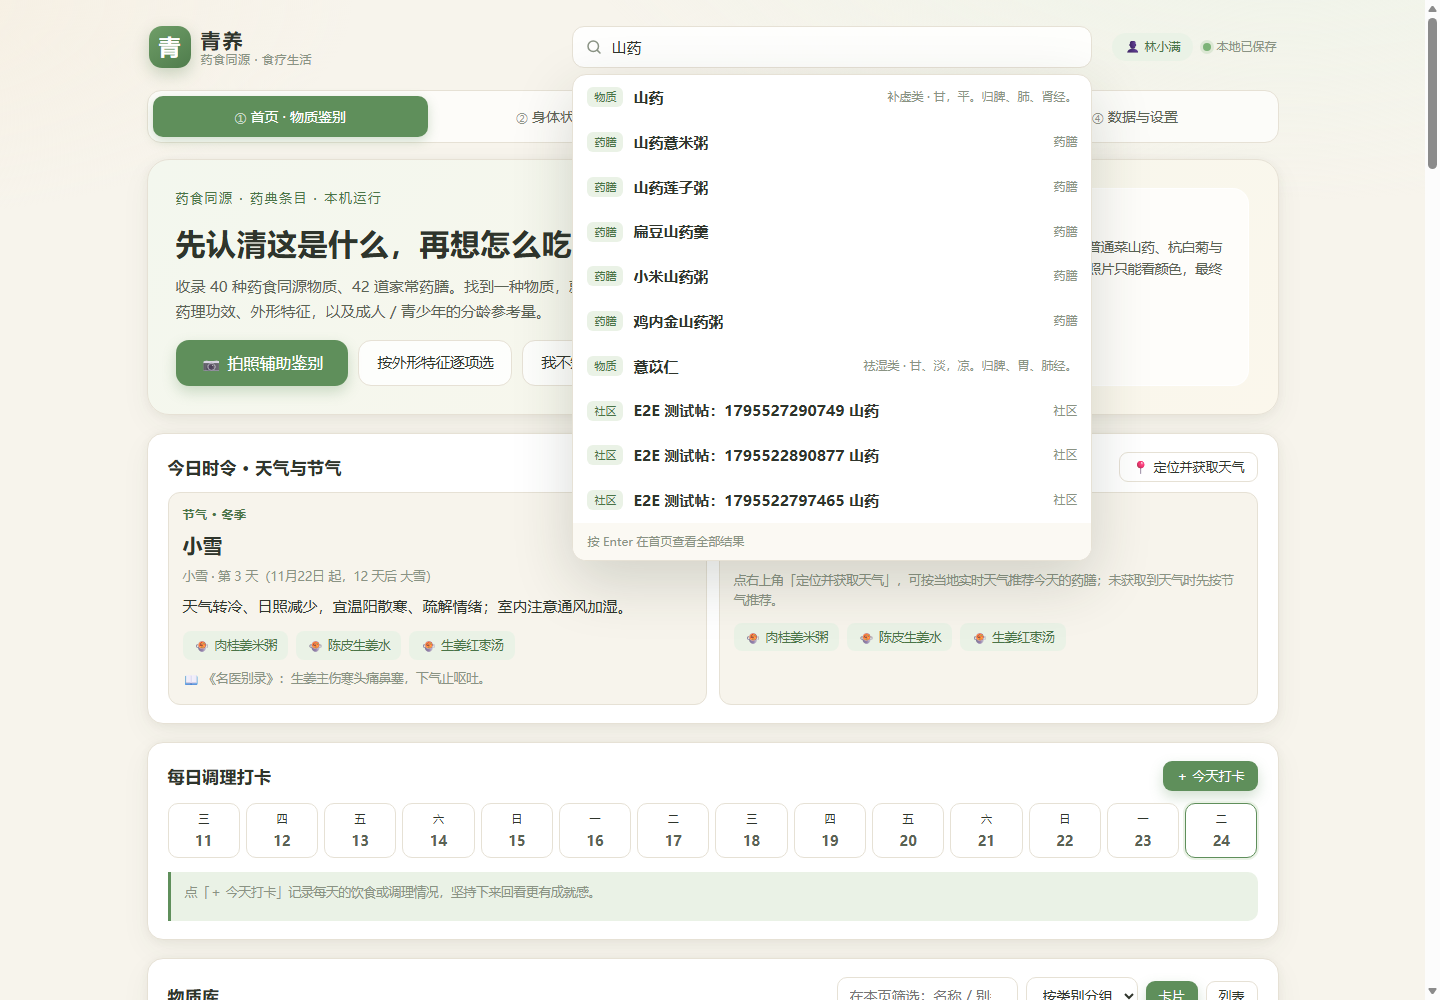 青
青养
药食同源 · 食疗生活
山药
林小满
本地已保存
① 首页 · 物质鉴别
② 身体状
④ 数据与设置
物质 山药 补虚类 · 甘，平。归脾、肺、肾经。
药膳 山药薏米粥 药膳
药膳 山药莲子粥 药膳
药膳 扁豆山药羹 药膳
药膳 小米山药粥 药膳
药膳 鸡内金山药粥 药膳
物质 薏苡仁 祛湿类 · 甘、淡，凉。归脾、胃、肺经。
社区 E2E 测试帖：1795527290749 山药 社区
社区 E2E 测试帖：1795522890877 山药 社区
社区 E2E 测试帖：1795522797465 山药 社区
按 Enter 在首页查看全部结果
药食同源 · 药典条目 · 本机运行
先认清这是什么，再想怎么吃
收录 40 种药食同源物质、42 道家常药膳。找到一种物质，
药理功效、外形特征，以及成人 / 青少年的分龄参考量。
拍照辅助鉴别
按外形特征逐项选
我不
普通菜山药、杭白菊与
照片只能看颜色，最终
今日时令 • 天气与节气
定位并获取天气
节气 • 冬季
小雪
小雪 · 第 3 天（11月22日 起，12 天后 大雪）
天气转冷、日照减少，宜温阳散寒、疏解情绪；室内注意通风加湿。
肉桂姜米粥
陈皮生姜水
生姜红枣汤
《名医别录》：生姜主伤寒头痛鼻塞，下气止呕吐。
点右上角「定位并获取天气」，可按当地实时天气推荐今天的药膳；未获取到天气时先按节
气推荐。
肉桂姜米粥
陈皮生姜水
生姜红枣汤
每日调理打卡
+ 今天打卡
三 四 五 六 日 一 二 三 四 五 六 日 一 二
11 12 13 14 15 16 17 18 19 20 21 22 23 24
点「+ 今天打卡」记录每天的饮食或调理情况，坚持下来回看更有成就感。
物质库
在本页筛选：名称 / 别
按类别分组
卡片
列表